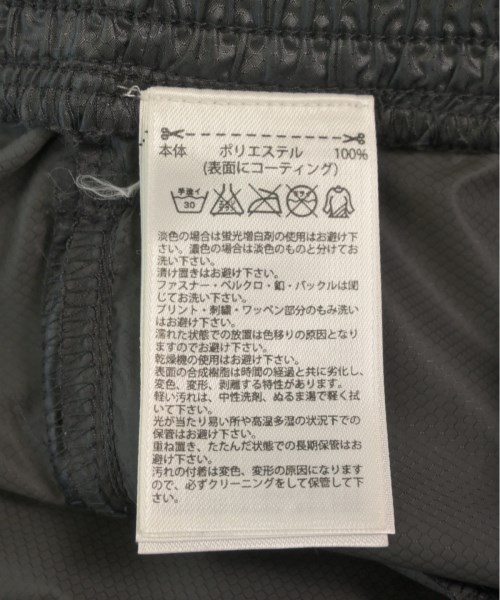 本体 ポリエステル 100%
(表面にコーティング)
手洗イ
30
エンソサラシ
ドライ
淡色の場合は蛍光増白剤の使用はお避け下
さい。濃色の場合は淡色のものと分けてお
洗い下さい。
漬け置きはお避け下さい。
ファスナー・ベルクロ・釦・バックルは閉
じてお洗い下さい。
プリント・刺繍・ワッペン部分のもみ洗い
はお避け下さい。
濡れた状態での放置は色移りの原因となり
ますのでお避け下さい。
乾燥機の使用はお避け下さい。
表面の合成樹脂は時間の経過と共に劣化し、
変色、変形、剥離する特性があります。
軽い汚れは、中性洗剤、ぬるま湯で軽く拭
いて下さい。
光が当たり易い所や高温多湿の状況下での
保管はお避け下さい。
重ね置き、たたんだ状態での長期保管はお
避け下さい。
汚れの付着は変色、変形の原因になります
ので、必ずクリーニングをして保管して下
さい。